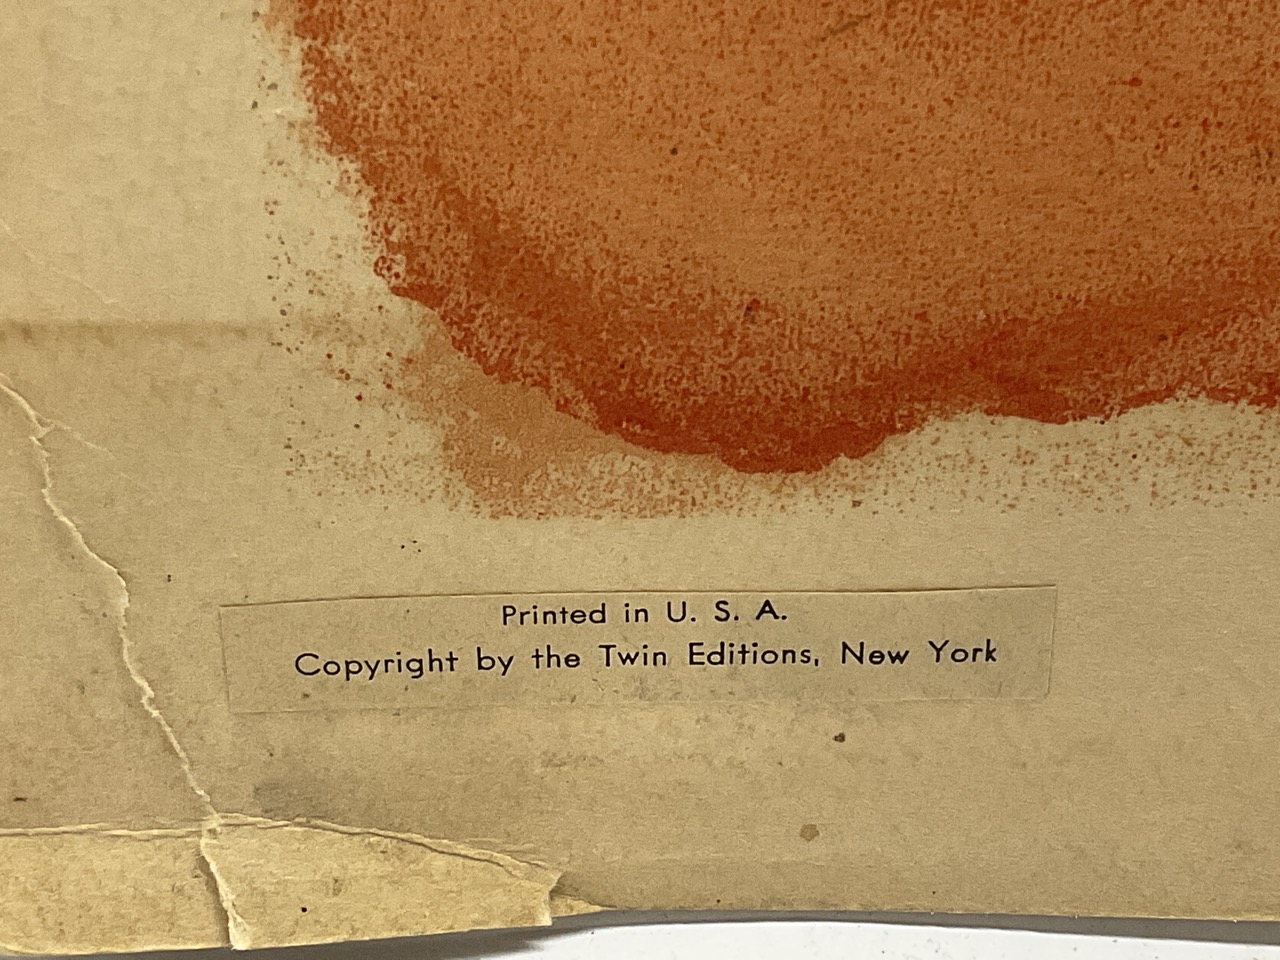 Printed in U. S. A.
Copyright by the Twin Editions, New York